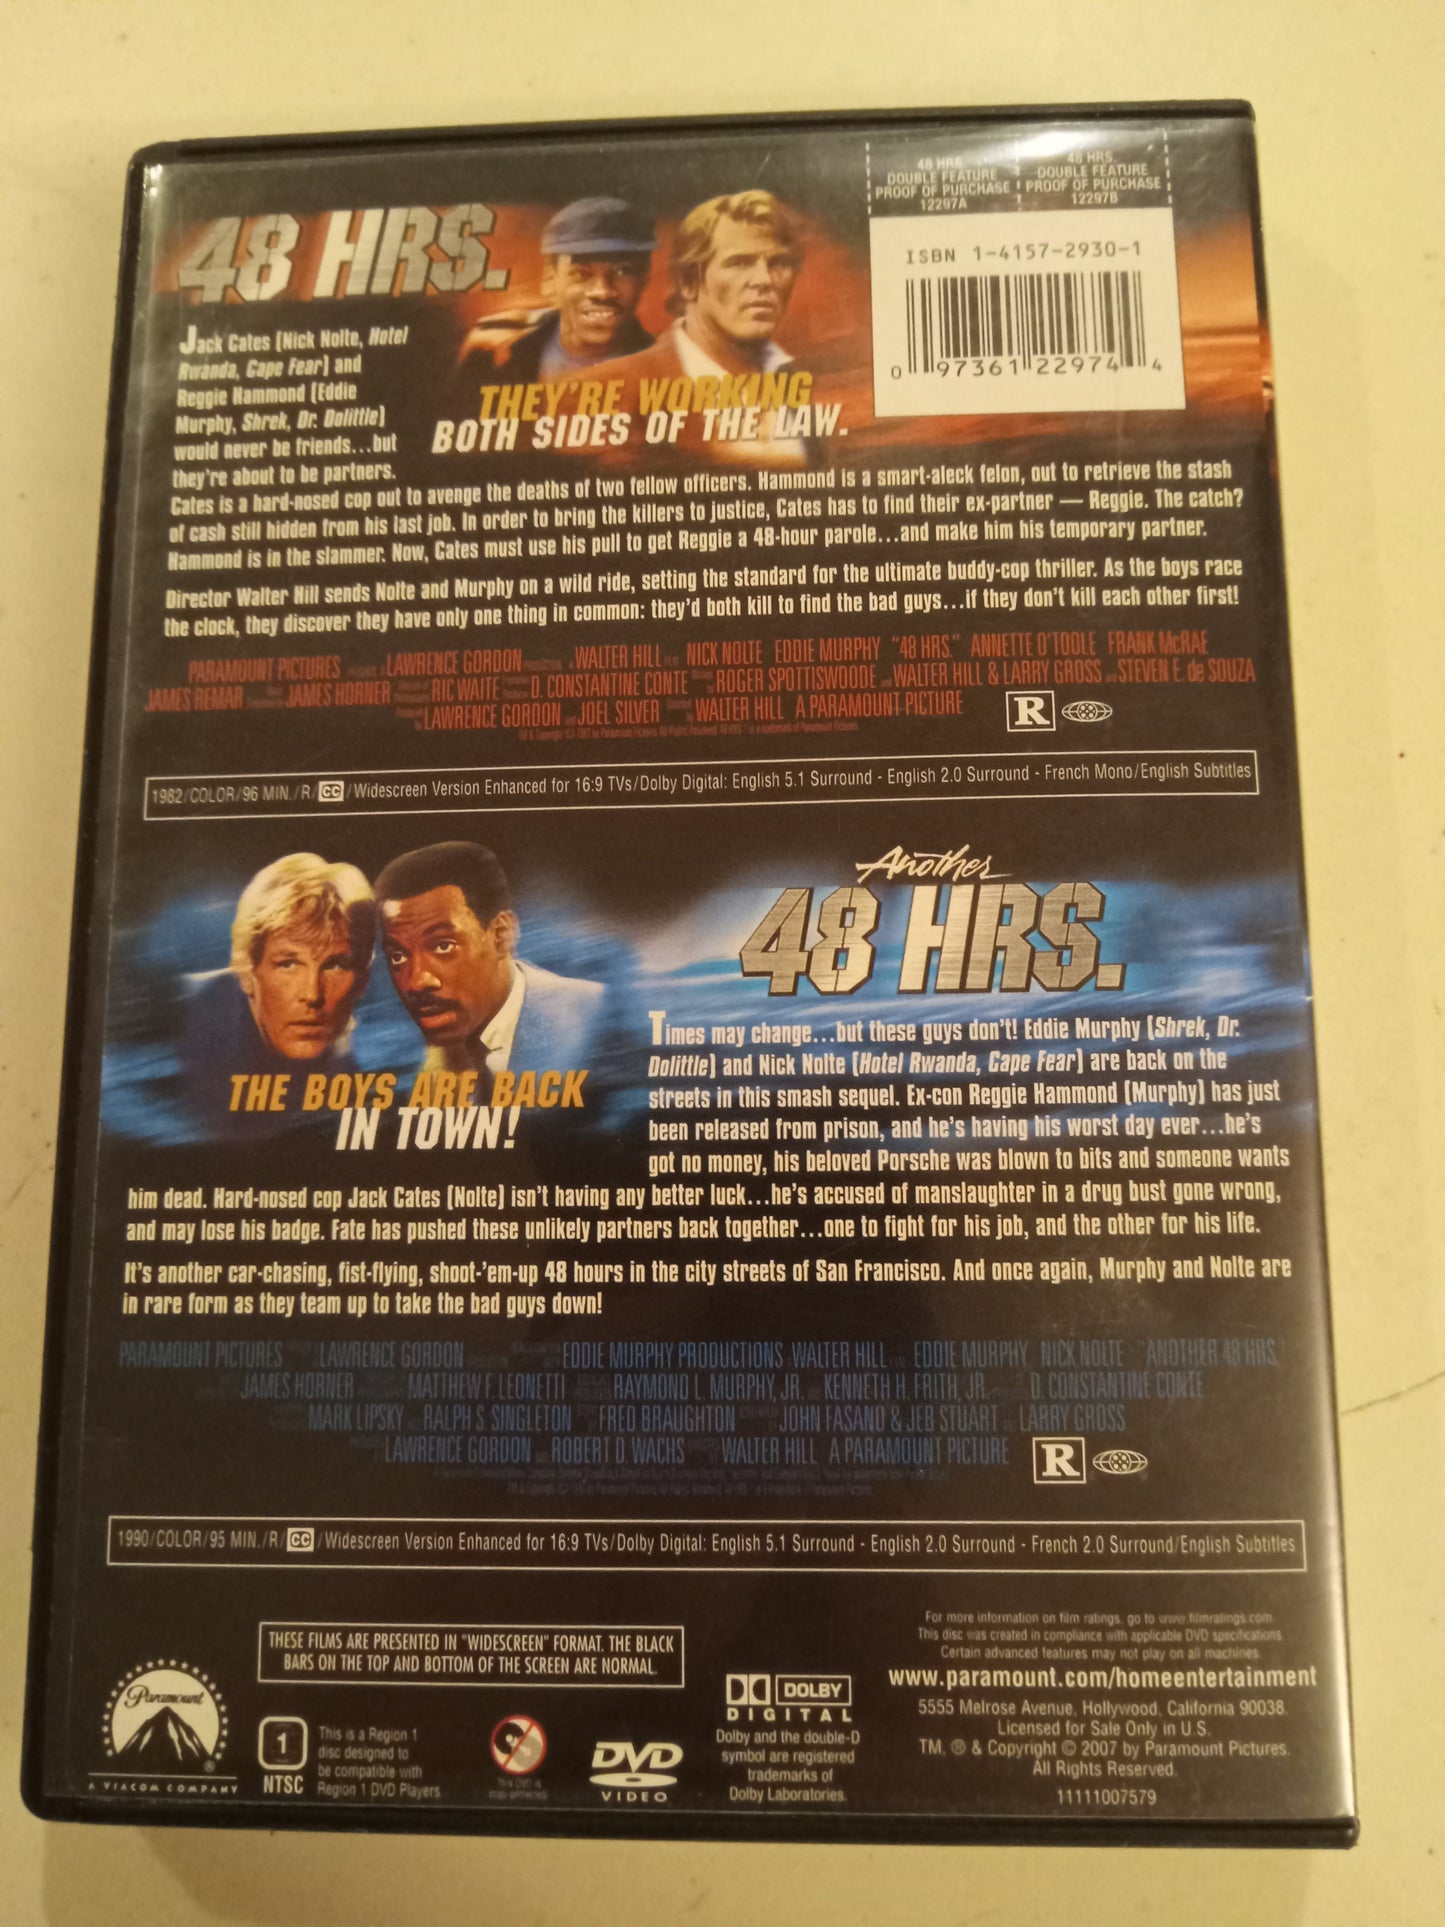 48 HRS.
DOUBLE FEATURE
PROOF OF PURCHASE
12297A
48 HRS.
DOUBLE FEATURE
PROOF OF PURCHASE
12297B
ISBN 1-4157-2930-1
0 97361 22974 4
48 HRS.
THEY'RE WORKING
BOTH SIDES OF THE LAW.
Jack Cates (Nick Nolte, Hotel
Rwanda, Cape Fear) and
Reggie Hammond (Eddie
Murphy, Shrek, Dr. Dolittle)
would never be friends...but
they're about to be partners.
Cates is a hard-nosed cop out to avenge the deaths of two fellow officers. Hammond is a smart-aleck felon, out to retrieve the stash
of cash still hidden from his last job. In order to bring the killers to justice, Cates has to find their ex-partner — Reggie. The catch?
Hammond is in the slammer. Now, Cates must use his pull to get Reggie a 48-hour parole...and make him his temporary partner.
Director Walter Hill sends Nolte and Murphy on a wild ride, setting the standard for the ultimate buddy-cop thriller. As the boys race
the clock, they discover they have only one thing in common: they'd both kill to find the bad guys...if they don't kill each other first!
PARAMOUNT PICTURES LAWRENCE GORDON PRODUCTION A WALTER HILL FILM NICK NOLTE EDDIE MURPHY "48 HRS." ANNETTE O'TOOLE FRANK McRAE
JAMES REMAR JAMES HORNER RIC WAITE D. CONSTANTINE CONTE ROGER SPOTTISWOODE and WALTER HILL & LARRY GROSS and STEVEN E. de SOUZA
LAWRENCE GORDON and JOEL SILVER WALTER HILL A PARAMOUNT PICTURE R
1982/COLOR/96 MIN./R/CC/Widescreen Version Enhanced for 16:9 TVs/Dolby Digital: English 5.1 Surround - English 2.0 Surround - French Mono/English Subtitles
Another
48 HRS.
THE BOYS ARE BACK
IN TOWN!
Times may change...but these guys don't! Eddie Murphy (Shrek, Dr.
Dolittle) and Nick Nolte (Hotel Rwanda, Cape Fear) are back on the
streets in this smash sequel. Ex-con Reggie Hammond (Murphy) has just
been released from prison, and he's having his worst day ever...he's
got no money, his beloved Porsche was blown to bits and someone wants
him dead. Hard-nosed cop Jack Cates (Nolte) isn't having any better luck...he's accused of manslaughter in a drug bust gone wrong,
and may lose his badge. Fate has pushed these unlikely partners back together...one to fight for his job, and the other for his life.
It's another car-chasing, fist-flying, shoot-'em-up 48 hours in the city streets of San Francisco. And once again, Murphy and Nolte are
in rare form as they team up to take the bad guys down!
PARAMOUNT PICTURES LAWRENCE GORDON EDDIE MURPHY PRODUCTIONS WALTER HILL EDDIE MURPHY NICK NOLTE "ANOTHER 48 HRS."
JAMES HORNER MATTHEW F. LEONETTI RAYMOND L. MURPHY, JR. KENNETH H. FRITH, JR. D. CONSTANTINE CONTE
MARK LIPSKY RALPH S. SINGLETON FRED BRAUGHTON JOHN FASANO & JEB STUART LARRY GROSS
LAWRENCE GORDON ROBERT D. WACHS WALTER HILL A PARAMOUNT PICTURE R
1990/COLOR/95 MIN./R/CC/Widescreen Version Enhanced for 16:9 TVs/Dolby Digital: English 5.1 Surround - English 2.0 Surround - French 2.0 Surround/English Subtitles
THESE FILMS ARE PRESENTED IN "WIDESCREEN" FORMAT. THE BLACK
BARS ON THE TOP AND BOTTOM OF THE SCREEN ARE NORMAL.
Paramount
®
A VIACOM COMPANY
1
NTSC
This is a Region 1
disc designed to
be compatible with
Region 1 DVD Players.
This DVD is
copy-protected.
DVD
VIDEO
DOLBY
DIGITAL
Dolby and the double-D
symbol are registered
trademarks of
Dolby Laboratories.
For more information on film ratings, go to www.filmratings.com.
This disc was created in compliance with applicable DVD specifications.
Certain advanced features may not play on all machines.
www.paramount.com/homeentertainment
5555 Melrose Avenue, Hollywood, California 90038.
Licensed for Sale Only in U.S.
TM, ® & Copyright © 2007 by Paramount Pictures.
All Rights Reserved.
11111007579